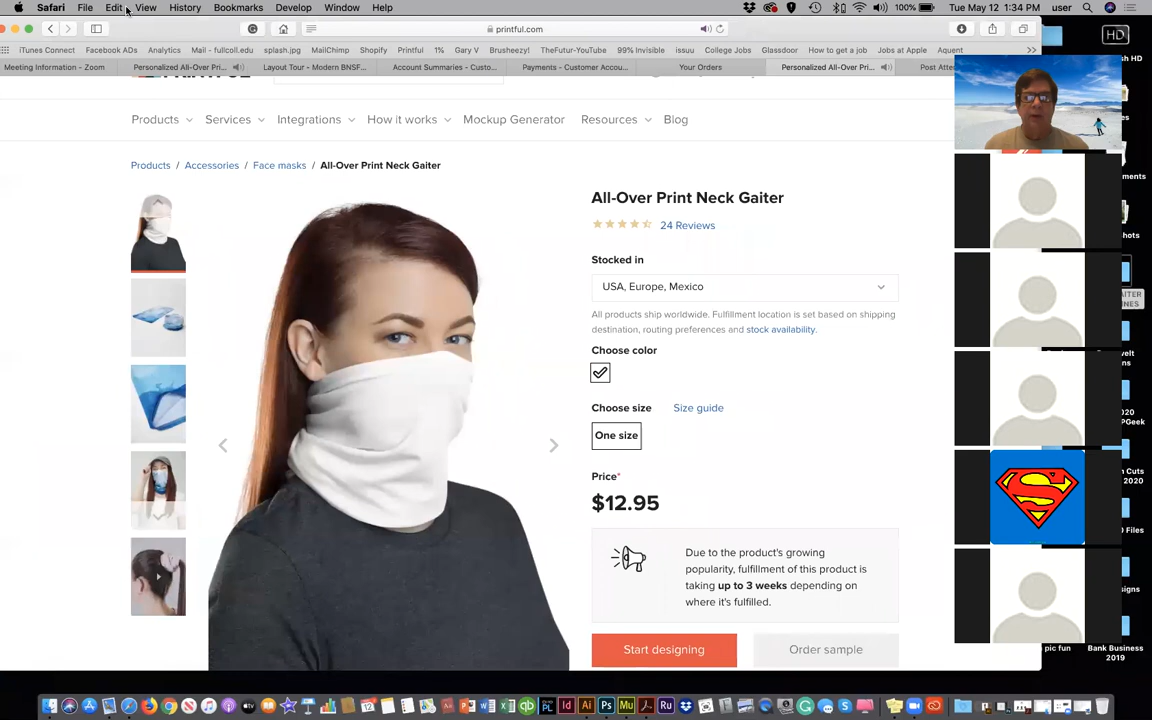 Safari File Edit View History Bookmarks Develop Window Help 100% Tue May 12 1:34 PM user
printful.com
iTunes Connect Facebook ADs Analytics Mail - fullcoll.edu splash.jpg MailChimp Shopify Printful 1% Gary V Brusheezy! TheFutur-YouTube 99% Invisible issuu College Jobs Glassdoor How to get a job Jobs at Apple Aquent
Meeting Information - Zoom Personalized All-Over Pri... Layout Tour - Modern BNSF... Account Summaries - Custo... Payments - Customer Accou... Your Orders Personalized All-Over Pri... Post Atte
HD
Products Services Integrations How it works Mockup Generator Resources Blog
Products / Accessories / Face masks / All-Over Print Neck Gaiter
All-Over Print Neck Gaiter
24 Reviews
Stocked in
USA, Europe, Mexico
All products ship worldwide. Fulfillment location is set based on shipping
destination, routing preferences and stock availability.
Choose color
Choose size Size guide
One size
Price*
$12.95
Due to the product's growing
popularity, fulfillment of this product is
taking up to 3 weeks depending on
where it's fulfilled.
Start designing Order sample
Bank Business
2019